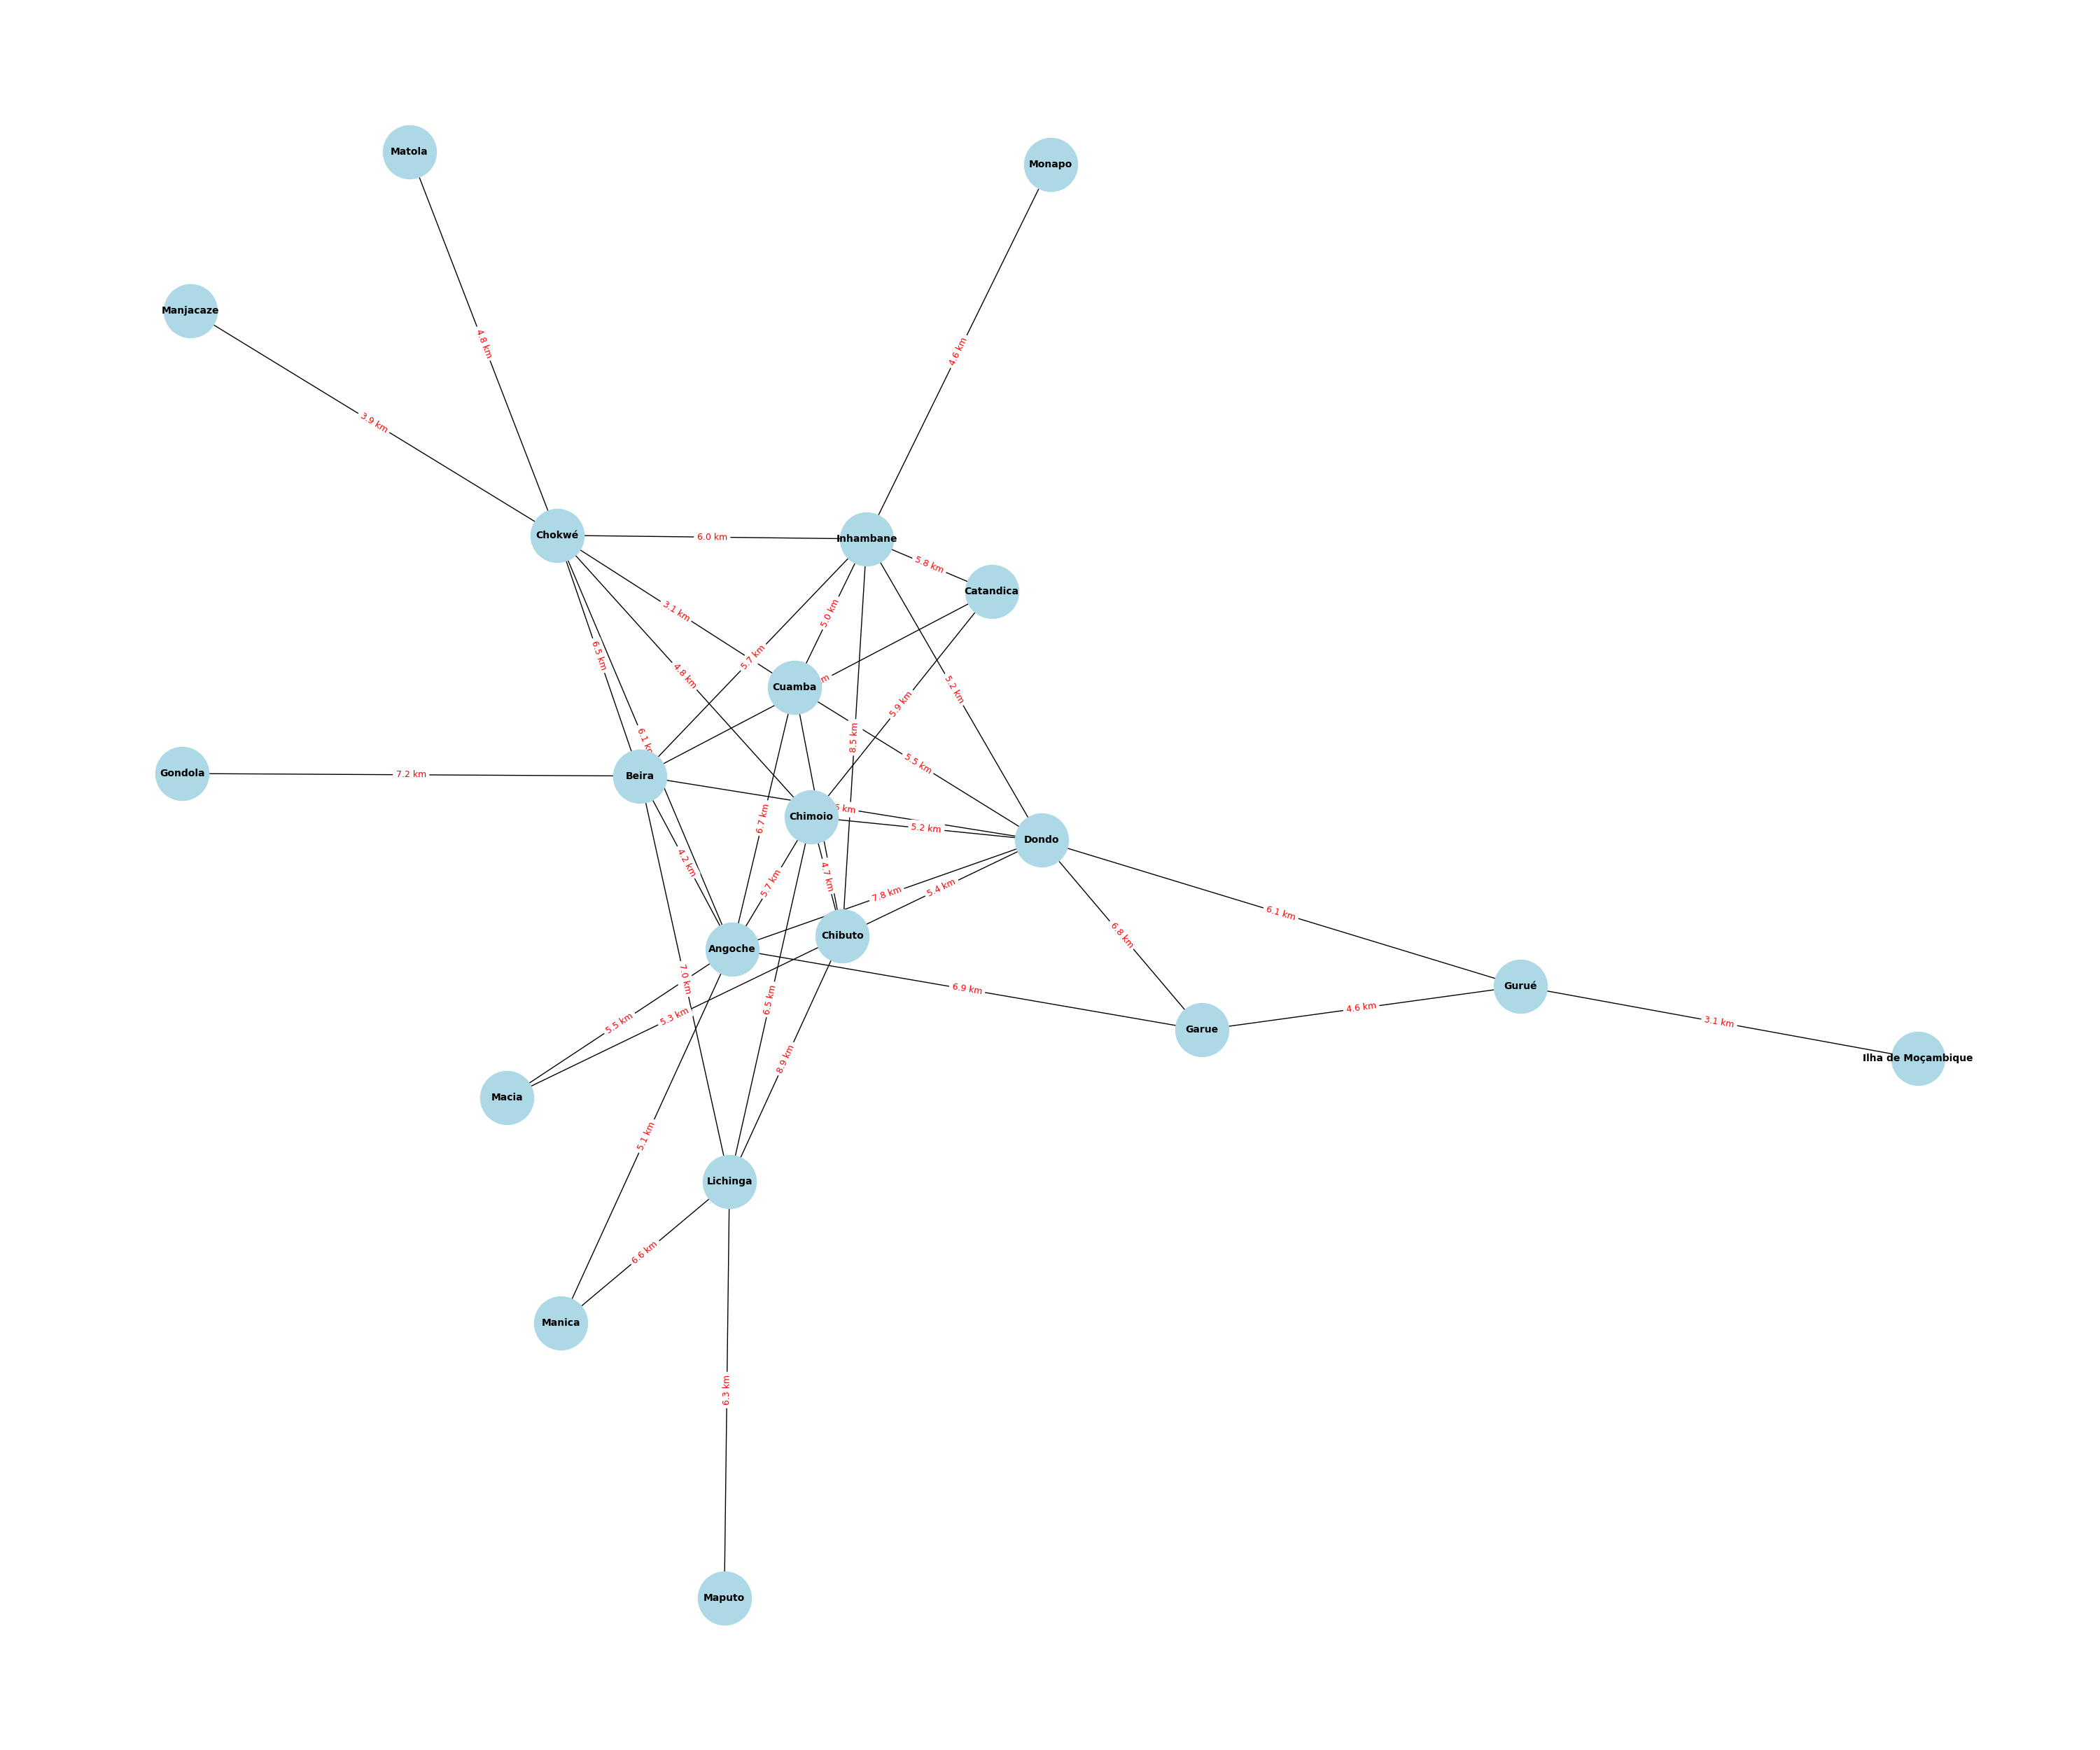 Matola
Monapo
Manjacaze
4.8 km
4.6 km
3.9 km
Chokwé
6.0 km
Inhambane
5.8 km
Catandica
3.1 km
5.0 km
6.5 km
5.7 km
4.8 km
Cuamba
5.2 km
5.9 km
6.1
8.5 km
5.5 km
Gondola
7.2 km
Beira
km
Chimoio
6.7 km
5.2 km
Dondo
4.2 km
4.7 km
5.7 km
7.8 km
5.4 km
6.1 km
Angoche
Chibuto
6.8 km
7.0 km
6.9 km
Gurué
6.5 km
5.3 km
5.5 km
4.6 km
3.1 km
Garue
8.9 km
Ilha de Moçambique
Macia
5.1 km
Lichinga
6.6 km
Manica
6.3 km
Maputo